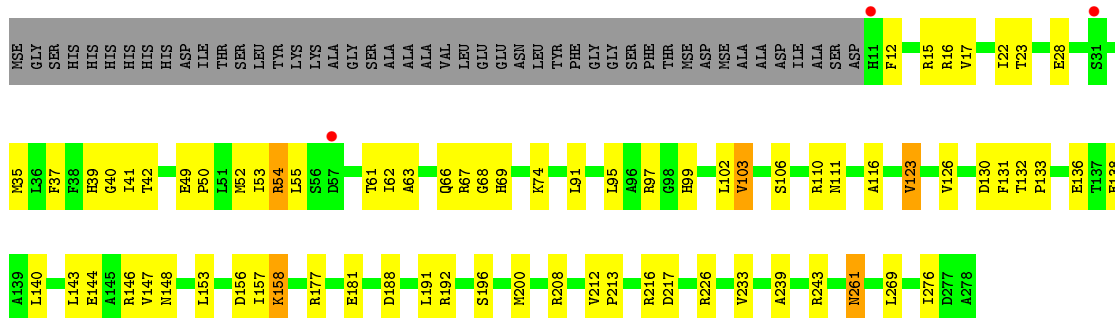 MSE GLY SER HIS HIS HIS HIS HIS HIS ASP ILE THR SER LEU TYR LYS LYS ALA GLY SER ALA ALA ALA VAL LEU GLU GLU ASN LEU TYR PHE GLY GLY SER PHE THR MSE ASP MSE ALA ALA ASP ILE ALA SER ASP H11 F12 R15 R16 V17 I22 T23 E28 S31
M35 L36 F37 F38 H39 G40 I41 T42 E49 P50 L51 M52 I53 R54 L55 S56 D57 T61 I62 A63 Q66 R67 G68 H69 K74 L91 L95 A96 R97 G98 H99 L102 V103 S106 R110 N111 A116 V123 V126 D130 F131 T132 P133 E136 T137
A139 L140 L143 E144 A145 R146 V147 N148 L153 D156 I157 K158 R177 E181 D188 L191 R192 S196 M200 R208 V212 P213 R216 D217 R226 V233 A239 R243 N261 L269 I276 D277 A278